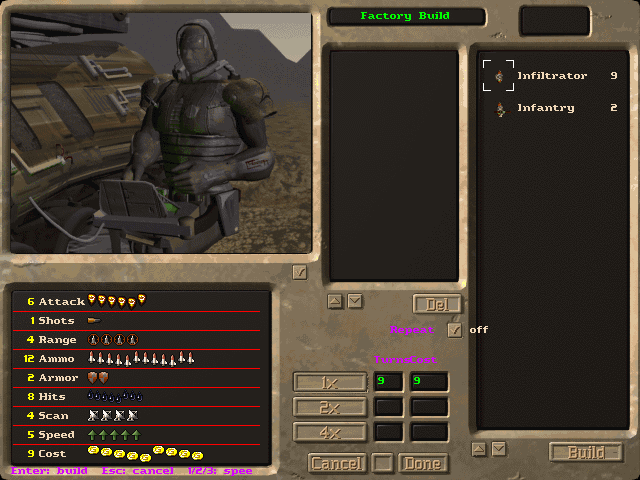 Factory Build
Infiltrator 9
Infantry 2
6 Attack
1 Shots
4 Range
12 Ammo
2 Armor
8 Hits
4 Scan
5 Speed
9 Cost
Enter: build Esc: cancel 1/2/3: spee
Del
Repeat off
TurnsCost
1x 9 9
2x
4x
Cancel Done
Build